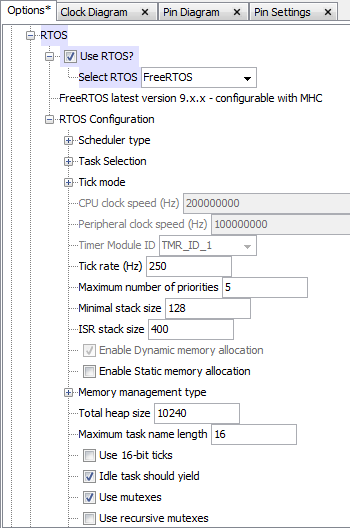 Options* Clock Diagram × Pin Diagram × Pin Settings ×
RTOS
Use RTOS?
Select RTOS FreeRTOS
FreeRTOS latest version 9.x.x - configurable with MHC
RTOS Configuration
Scheduler type
Task Selection
Tick mode
CPU clock speed (Hz) 200000000
Peripheral clock speed (Hz) 100000000
Timer Module ID TMR_ID_1
Tick rate (Hz) 250
Maximum number of priorities 5
Minimal stack size 128
ISR stack size 400
Enable Dynamic memory allocation
Enable Static memory allocation
Memory management type
Total heap size 10240
Maximum task name length 16
Use 16-bit ticks
Idle task should yield
Use mutexes
Use recursive mutexes